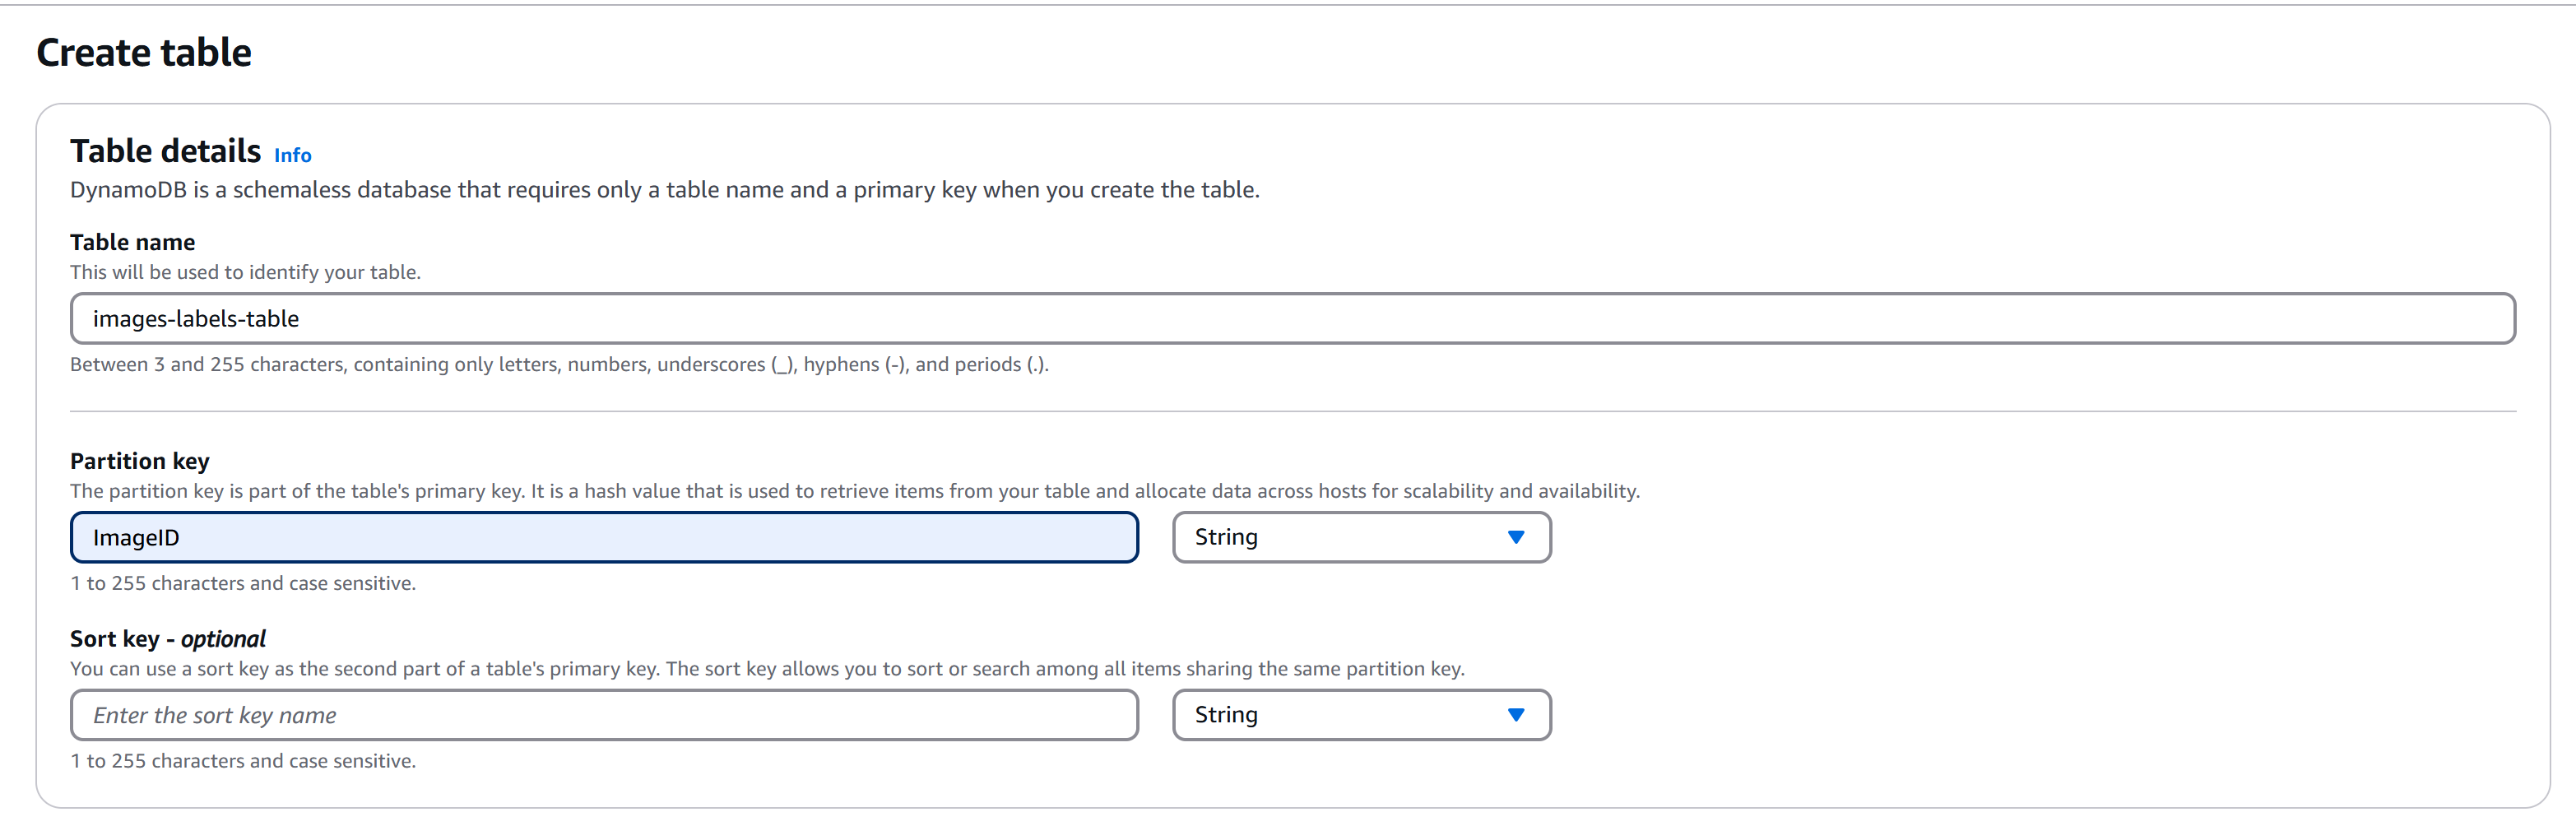 Create table
Table details Info
DynamoDB is a schemaless database that requires only a table name and a primary key when you create the table.
Table name
This will be used to identify your table.
images-labels-table
Between 3 and 255 characters, containing only letters, numbers, underscores (_), hyphens (-), and periods (.).
Partition key
The partition key is part of the table's primary key. It is a hash value that is used to retrieve items from your table and allocate data across hosts for scalability and availability.
ImageID String
1 to 255 characters and case sensitive.
Sort key - optional
You can use a sort key as the second part of a table's primary key. The sort key allows you to sort or search among all items sharing the same partition key.
Enter the sort key name String
1 to 255 characters and case sensitive.